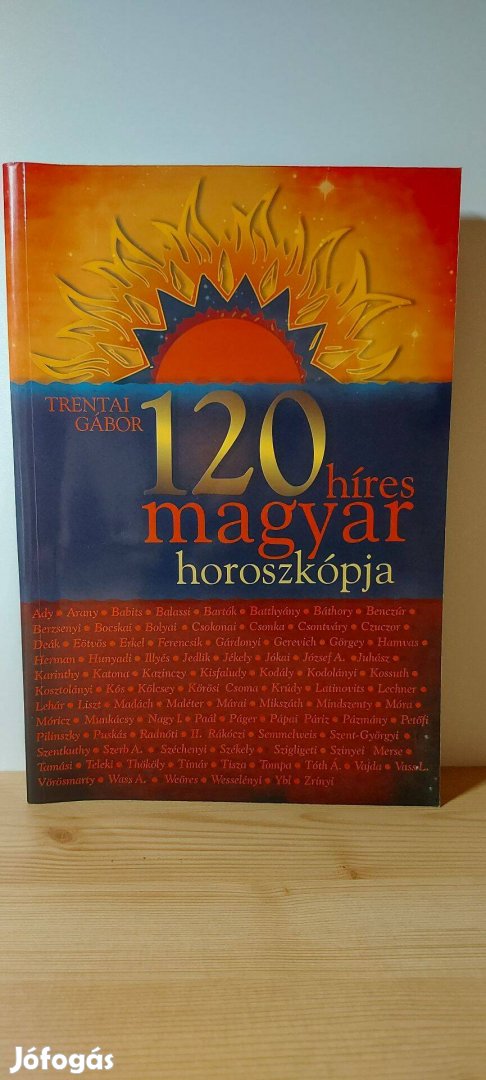 TRENTAI
GÁBOR
120
híres
magyar
horoszkópja
Ady • Arany • Babits • Balassi • Bartók • Batthyány • Báthory • Benczúr •
Berzsenyi • Bocskai • Bolyai • Csokonai • Csonka • Csontváry • Czuczor •
Deák • Eötvös • Erkel • Ferencsik • Gárdonyi • Gerevich • Görgey • Hamvas •
Herman • Hunyadi • Illyés • Jedlik • Jékely • Jókai • József A. • Juhász •
Karinthy • Katona • Kazinczy • Kisfaludy • Kodály • Kodolányi • Kossuth •
Kosztolányi • Kós • Kölcsey • Kőrösi Csoma • Krúdy • Latinovits • Lechner •
Lehár • Liszt • Madách • Maléter • Márai • Mikszáth • Mindszenty • Móra •
Móricz • Munkácsy • Nagy I. • Paál • Páger • Pápai Páriz • Pázmány • Petőfi
Pilinszky • Puskás • Radnóti • II. Rákóczi • Semmelweis • Szent-Györgyi •
Szentkuthy • Szerb A. • Széchenyi • Székely • Szigligeti • Szinyei Merse •
Tamási • Teleki • Thököly • Tinár • Tisza • Tompa • Tóth Á. • Vajda • Vass L.
Vörösmarty • Wass A. • Weöres • Wesselényi • Ybl • Zrínyi
Jófogás